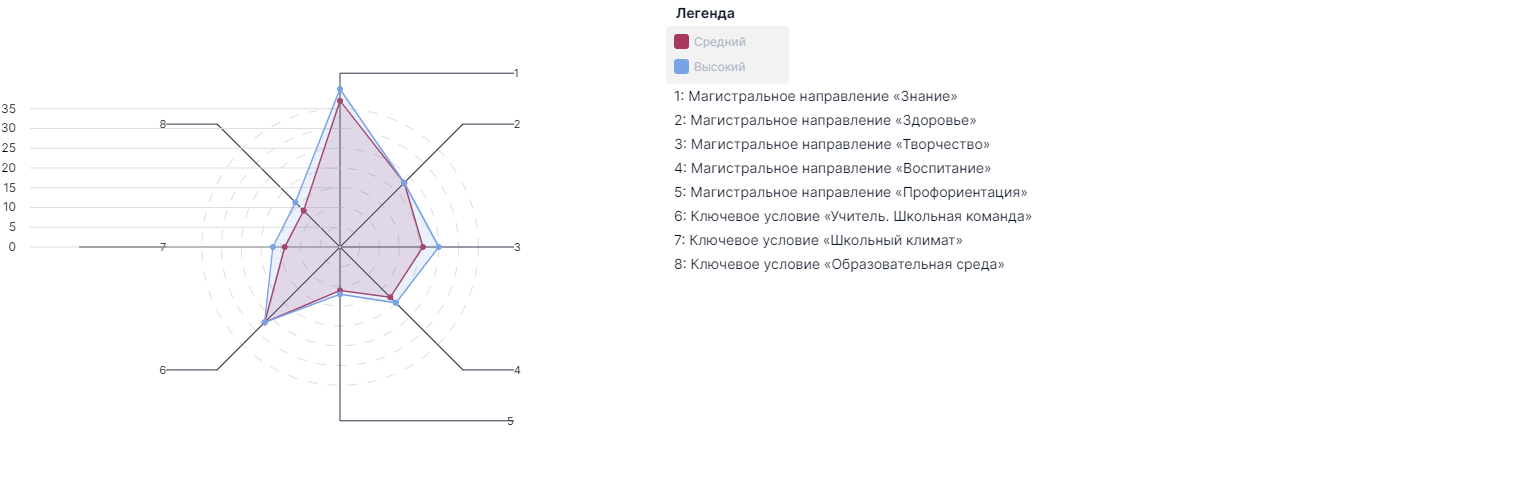 Легенда
Средний
Высокий
1: Магистральное направление «Знание»
2: Магистральное направление «Здоровье»
3: Магистральное направление «Творчество»
4: Магистральное направление «Воспитание»
5: Магистральное направление «Профориентация»
6: Ключевое условие «Учитель. Школьная команда»
7: Ключевое условие «Школьный климат»
8: Ключевое условие «Образовательная среда»
1
35
8
2
30
25
20
15
10
5
0
7
3
6
4
5